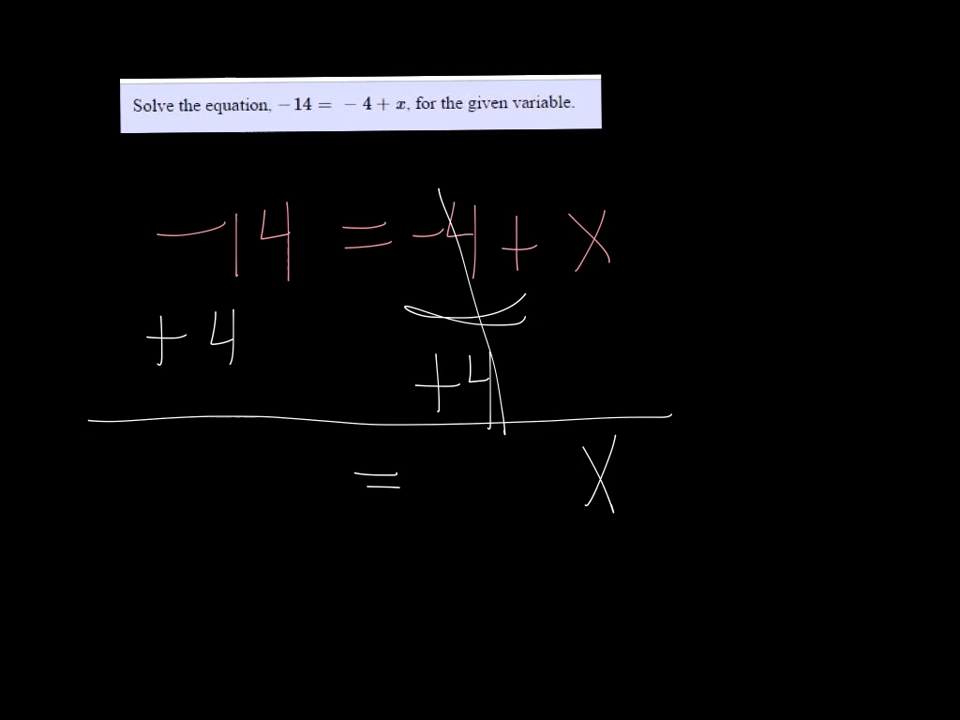 Solve the equation, −14 = − 4 + x, for the given variable.
−14 = −4 + x
+4 +4
= x